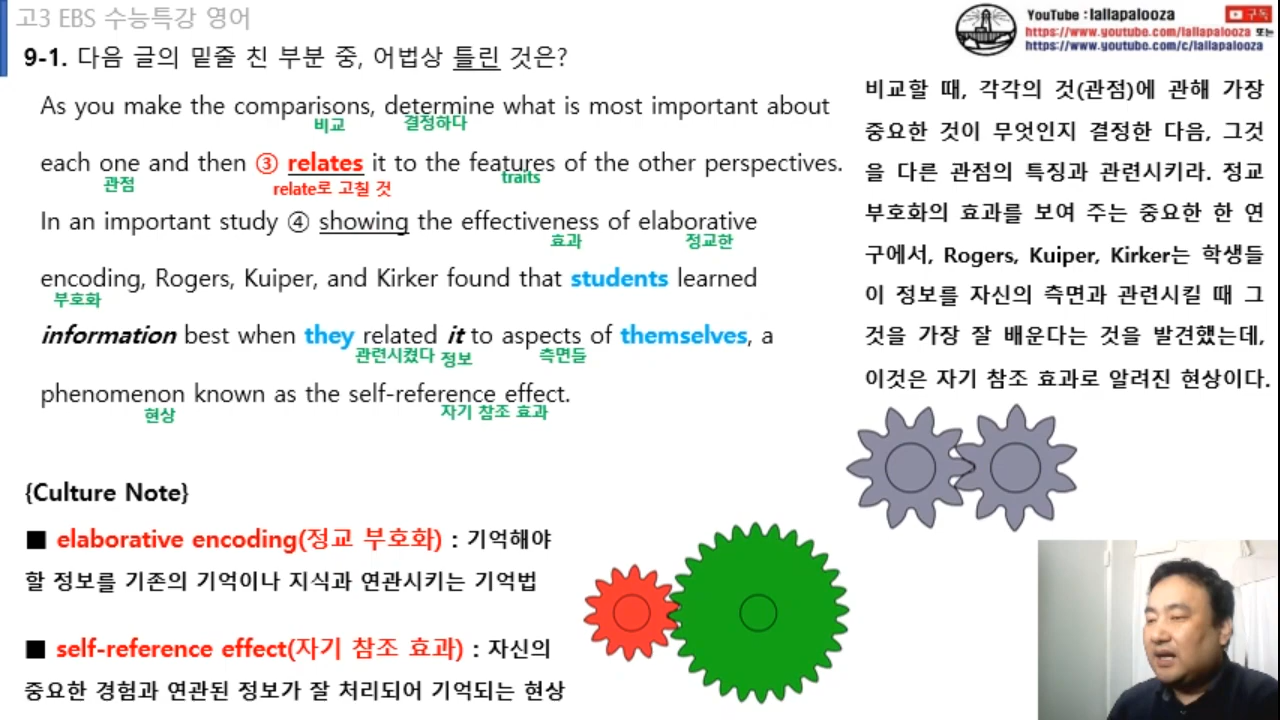 고3 EBS 수능특강 영어
YouTube : lallapalooza 구독
https://www.youtube.com/lallapalooza 또는
https://www.youtube.com/c/lallapalooza
9-1. 다음 글의 밑줄 친 부분 중, 어법상 틀린 것은?
As you make the comparisons, determine what is most important about
비교 결정하다
each one and then ③ relates it to the features of the other perspectives.
관점 relate로 고칠 것 traits
In an important study ④ showing the effectiveness of elaborative
효과 정교한
encoding, Rogers, Kuiper, and Kirker found that students learned
부호화
information best when they related it to aspects of themselves, a
관련시켰다 정보 측면들
phenomenon known as the self-reference effect.
현상 자기 참조 효과
비교할 때, 각각의 것(관점)에 관해 가장
중요한 것이 무엇인지 결정한 다음, 그것
을 다른 관점의 특징과 관련시키라. 정교
부호화의 효과를 보여 주는 중요한 한 연
구에서, Rogers, Kuiper, Kirker는 학생들
이 정보를 자신의 측면과 관련시킬 때 그
것을 가장 잘 배운다는 것을 발견했는데,
이것은 자기 참조 효과로 알려진 현상이다.
{Culture Note}
■ elaborative encoding(정교 부호화) : 기억해야
할 정보를 기존의 기억이나 지식과 연관시키는 기억법
■ self-reference effect(자기 참조 효과) : 자신의
중요한 경험과 연관된 정보가 잘 처리되어 기억되는 현상